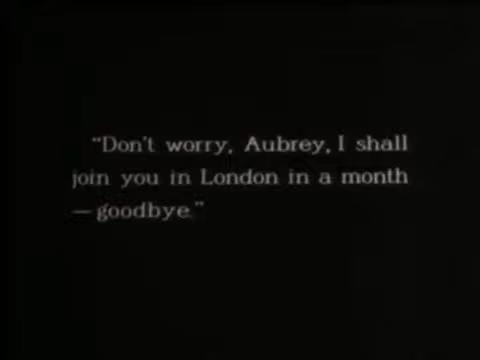 "Don't worry, Aubrey, I shall
join you in London in a month
— goodbye."